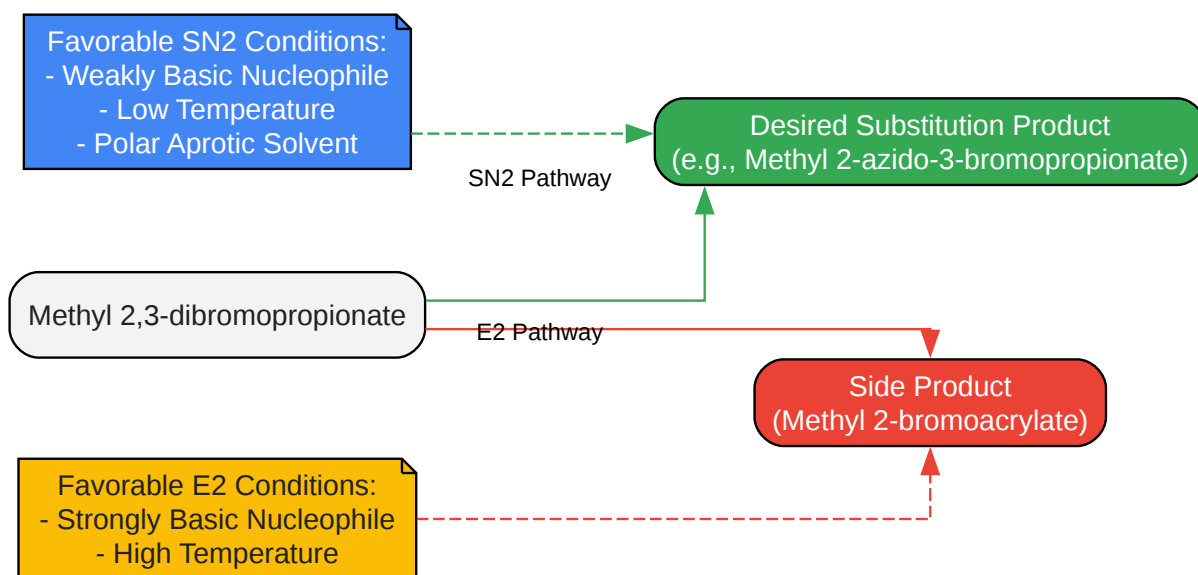 Favorable SN2 Conditions:
- Weakly Basic Nucleophile
- Low Temperature
- Polar Aprotic Solvent
Desired Substitution Product
(e.g., Methyl 2-azido-3-bromopropionate)
SN2 Pathway
Methyl 2,3-dibromopropionate
E2 Pathway
Side Product
(Methyl 2-bromoacrylate)
Favorable E2 Conditions:
- Strongly Basic Nucleophile
- High Temperature